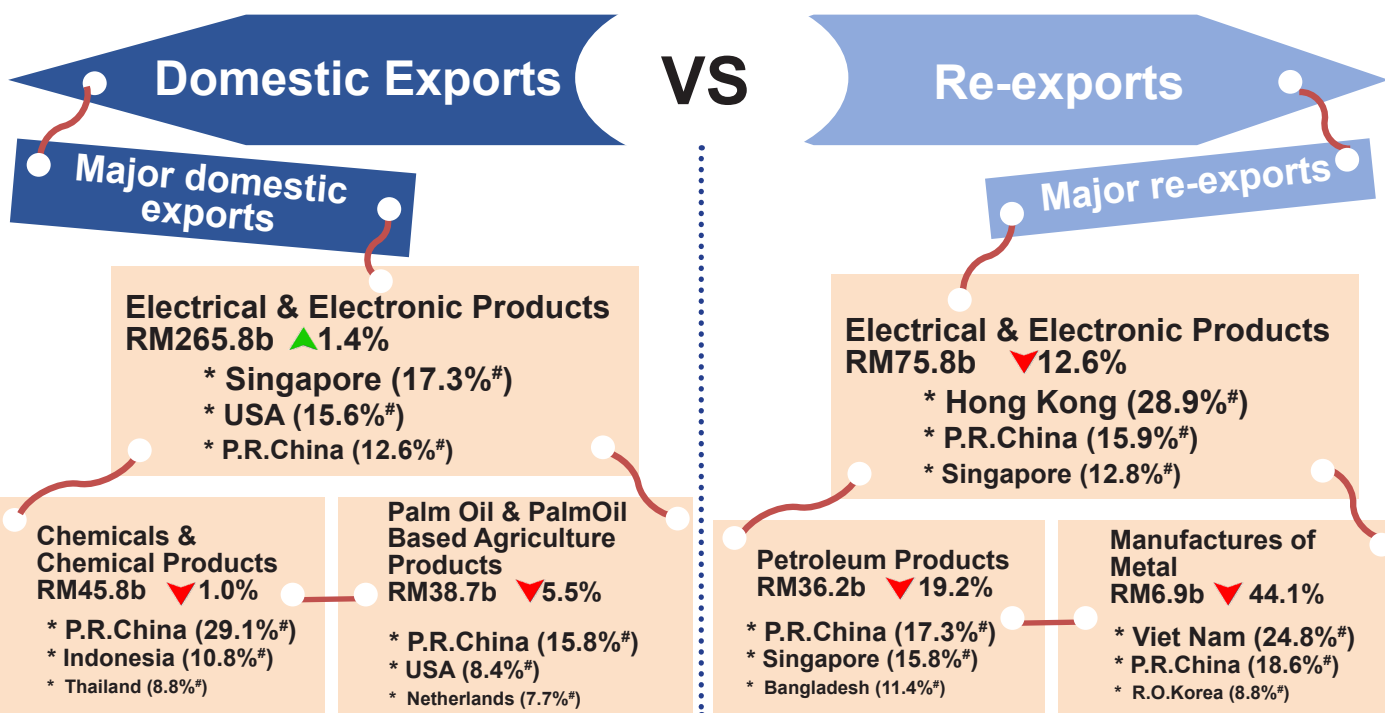 Domestic Exports
VS
Re-exports
Major domestic
exports
Electrical & Electronic Products
RM265.8b 1.4%
* Singapore (17.3%#)
* USA (15.6%#)
* P.R.China (12.6%#)
Chemicals &
Chemical Products
RM45.8b 1.0%
* P.R.China (29.1%#)
* Indonesia (10.8%#)
* Thailand (8.8%#)
Palm Oil & PalmOil
Based Agriculture
Products
RM38.7b 5.5%
* P.R.China (15.8%#)
* USA (8.4%#)
* Netherlands (7.7%#)
Major re-exports
Electrical & Electronic Products
RM75.8b 12.6%
* Hong Kong (28.9%#)
* P.R.China (15.9%#)
* Singapore (12.8%#)
Petroleum Products
RM36.2b 19.2%
* P.R.China (17.3%#)
* Singapore (15.8%#)
* Bangladesh (11.4%#)
Manufactures of
Metal
RM6.9b 44.1%
* Viet Nam (24.8%#)
* P.R.China (18.6%#)
* R.O.Korea (8.8%#)